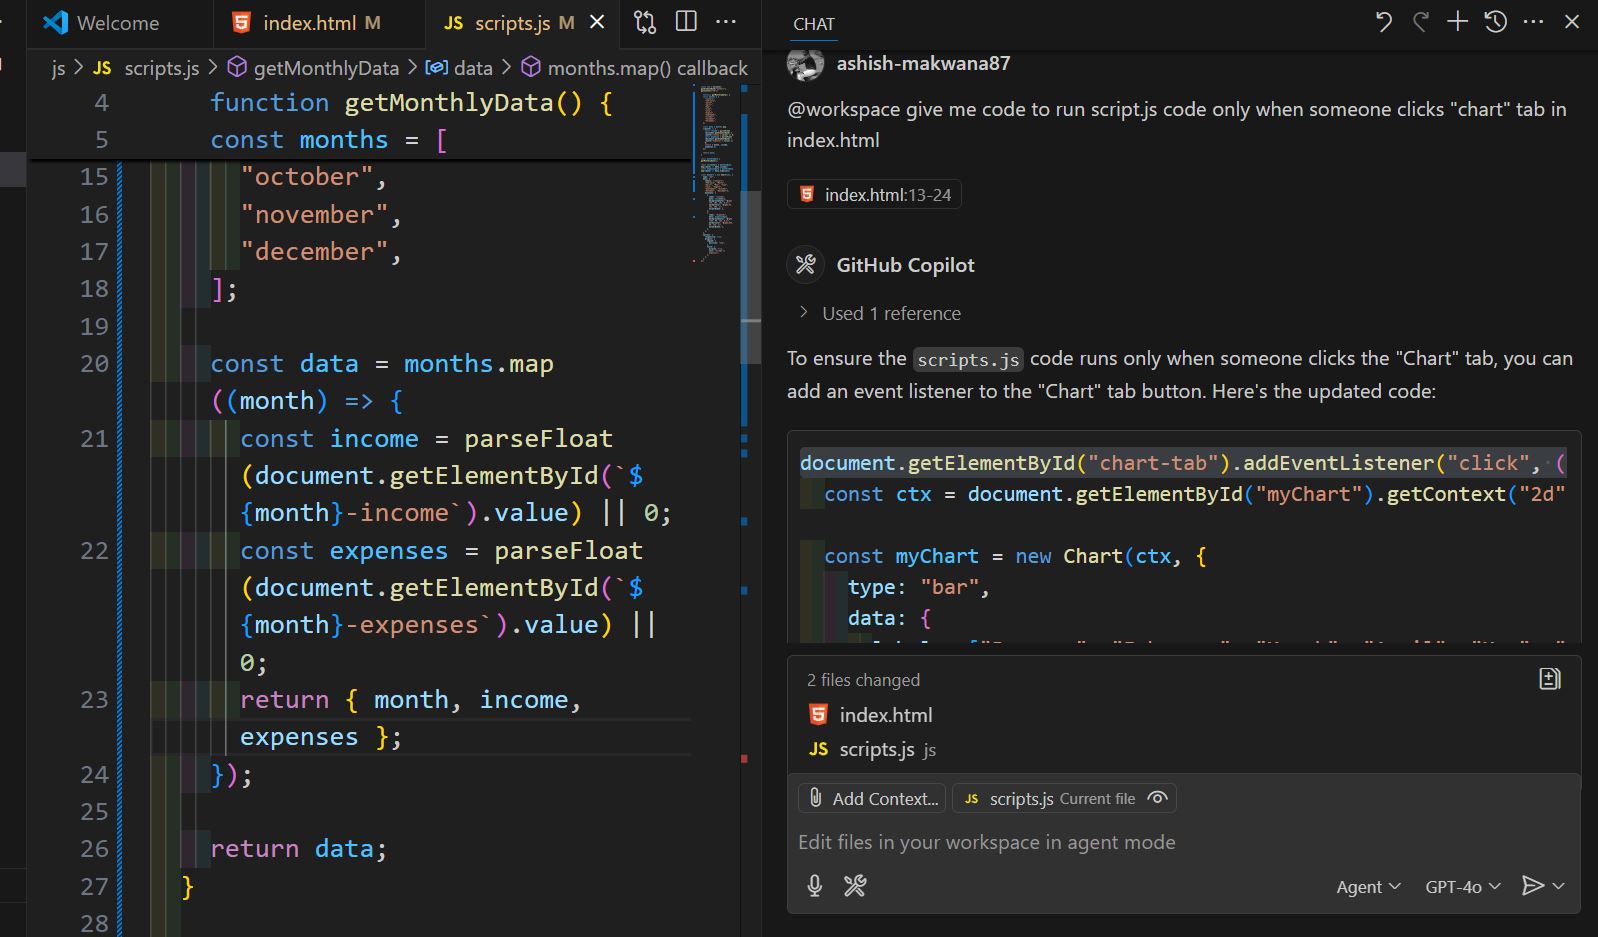 Welcome
index.html M
JS scripts.js M
js > JS scripts.js > getMonthlyData > data > months.map() callback
4 function getMonthlyData() {
5 const months = [
15 "october",
16 "november",
17 "december",
18 ];
19
20 const data = months.map
((month) => {
21 const income = parseFloat
(document.getElementById(`$
{month}-income`).value) || 0;
22 const expenses = parseFloat
(document.getElementById(`$
{month}-expenses`).value) ||
0;
23 return { month, income,
expenses };
24 });
25
26 return data;
27 }
28
CHAT
ashish-makwana87
@workspace give me code to run script.js code only when someone clicks "chart" tab in
index.html
index.html:13-24
GitHub Copilot
> Used 1 reference
To ensure the scripts.js code runs only when someone clicks the "Chart" tab, you can
add an event listener to the "Chart" tab button. Here's the updated code:
document.getElementById("chart-tab").addEventListener("click", (
const ctx = document.getElementById("myChart").getContext("2d"
const myChart = new Chart(ctx, {
type: "bar",
data: {
2 files changed
index.html
JS scripts.js js
Add Context...
JS scripts.js Current file
Edit files in your workspace in agent mode
Agent
GPT-4o